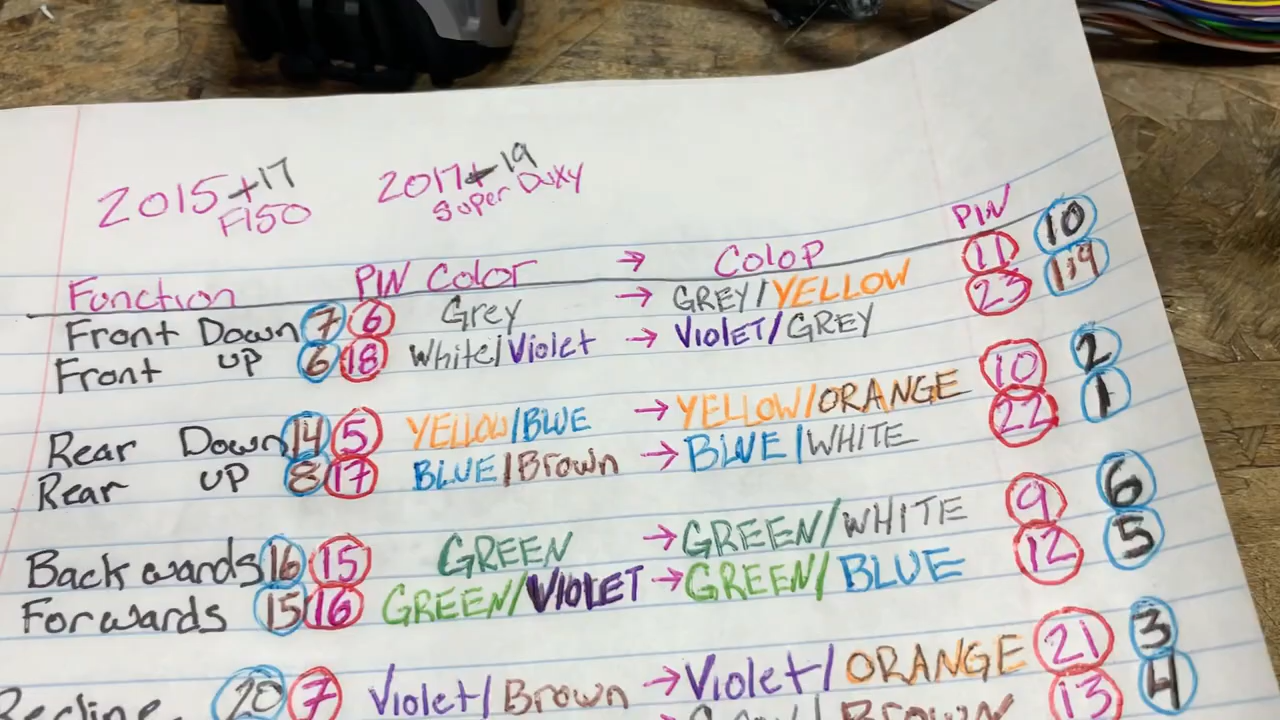 2015+17 2017+19
F150 Super Duty
Function PIN Color → Color PIN
Front Down 7 6 Grey → GREY/YELLOW 11 10
Front UP 6 18 White/Violet → Violet/GREY 23 19
Rear Down 14 5 YELLOW/BLUE → YELLOW/ORANGE 10 2
Rear UP 8 17 BLUE/Brown → BLUE/WHITE 22 1
Backwards 16 15 GREEN → GREEN/WHITE 9 6
Forwards 15 16 GREEN/VIOLET → GREEN/BLUE 12 5
Recline 20 7 Violet/Brown → Violet/ORANGE 21 3
BROWN 13 4